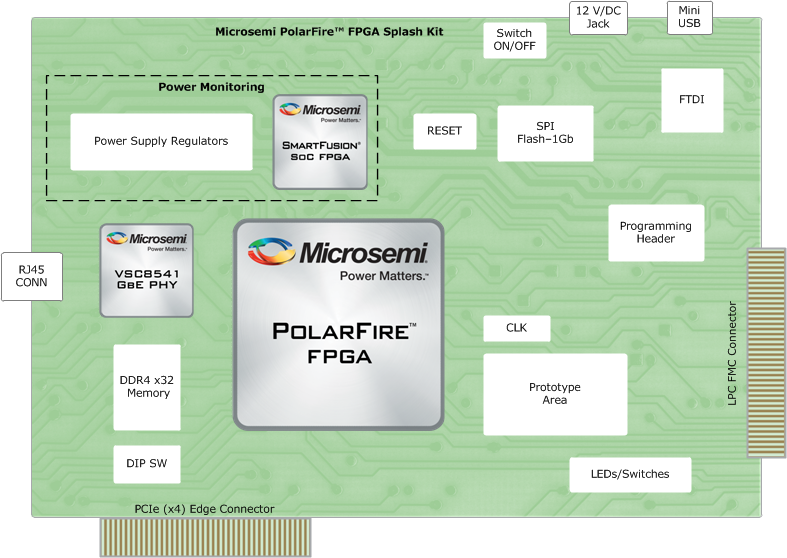 12 V/DC
Jack
Mini
USB
Microsemi PolarFire™ FPGA Splash Kit
Switch
ON/OFF
Power Monitoring
FTDI
Power Supply Regulators
Microsemi.
Power Matters.™
SMARTFUSION®
SOC FPGA
RESET
SPI
Flash–1Gb
Programming
Header
Microsemi.
Power Matters.™
VSC8541
GBE PHY
RJ45
CONN
Microsemi.
Power Matters.™
POLARFIRE™
FPGA
CLK
LPC FMC Connector
DDR4 x32
Memory
Prototype
Area
DIP SW
LEDs/Switches
PCIe (x4) Edge Connector